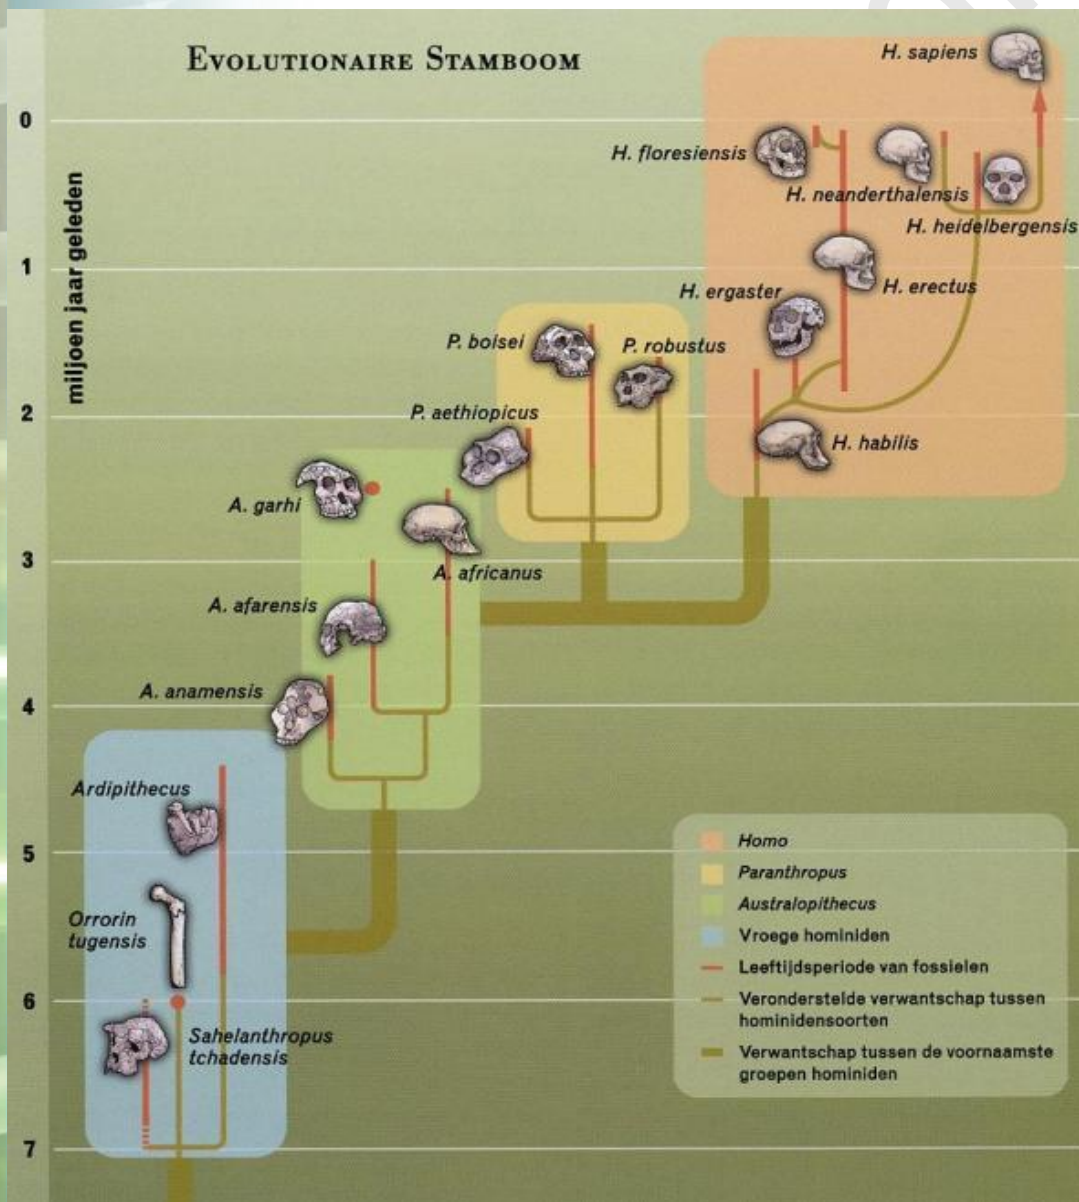 EVOLUTIONAIRE STAMBOOM
H. sapiens
0
H. floresiensis
H. neanderthalensis
H. heidelbergensis
miljoen jaar geleden
1
H. ergaster
H. erectus
P. boisei
P. robustus
2
P. aethiopicus
H. habilis
A. garhi
3
A. africanus
A. afarensis
A. anamensis
4
Ardipithecus
5
Orrorin
tugensis
6
Sahelanthropus
tchadensis
7
Homo
Paranthropus
Australopithecus
Vroege hominiden
Leeftijdsperiode van fossielen
Veronderstelde verwantschap tussen
hominidensoorten
Verwantschap tussen de voornaamste
groepen hominiden